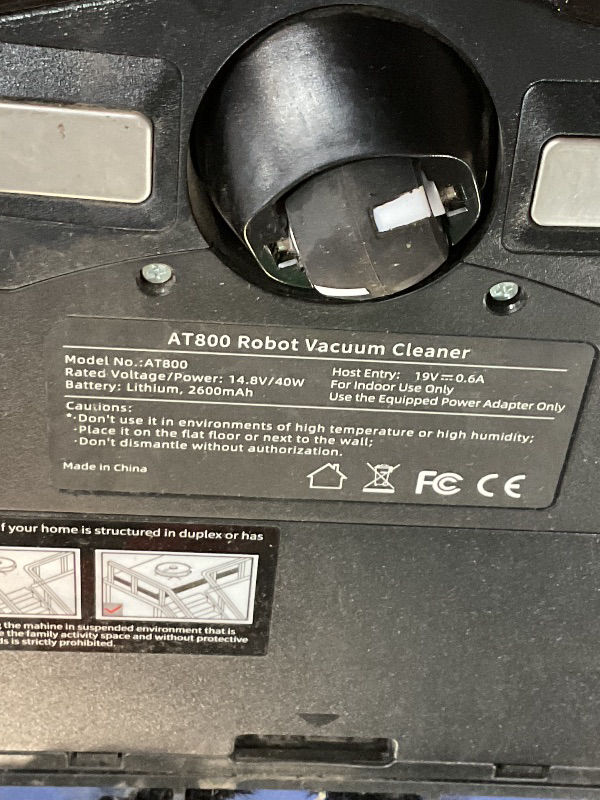 AT800 Robot Vacuum Cleaner
Model No.:AT800
Rated Voltage/Power: 14.8V/40W
Battery: Lithium, 2600mAh
Host Entry: 19V⎓0.6A
For Indoor Use Only
Use the Equipped Power Adapter Only
Cautions:
*·Don't use it in environments of high temperature or high humidity;
·Place it on the flat floor or next to the wall;
·Don't dismantle without authorization.
Made in China
FC CE
f your home is structured in duplex or has
the mahine in suspended environment that is
the family activity space and without protective
ds is strictly prohibited.